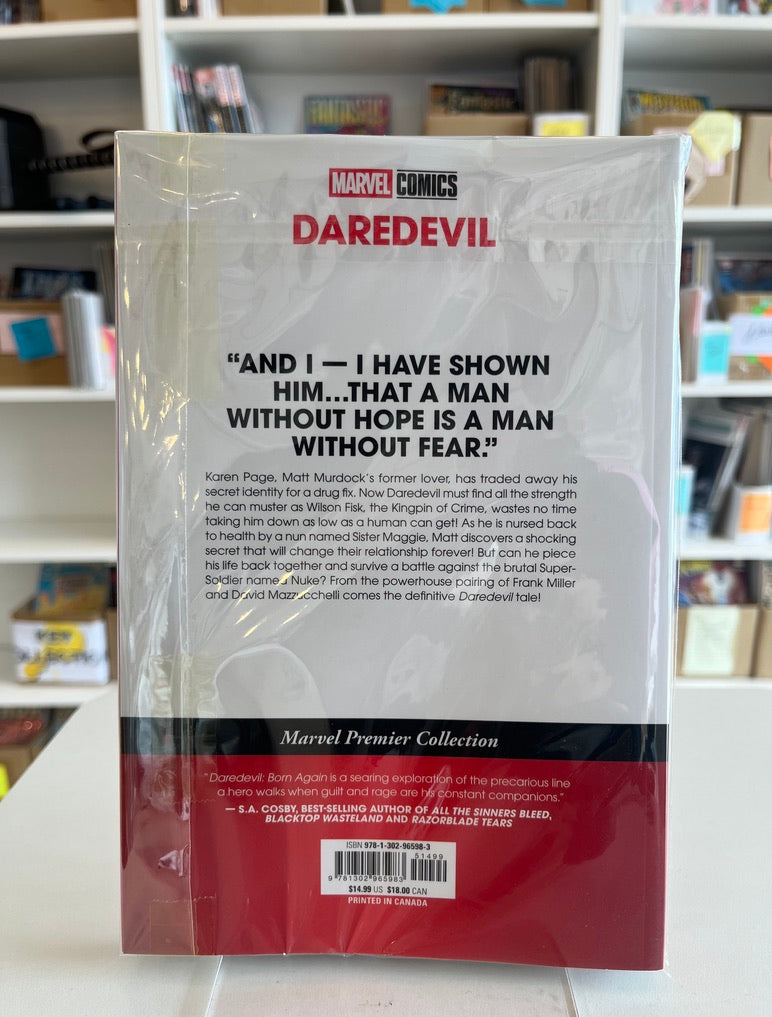 MARVEL COMICS
DAREDEVIL
“AND I — I HAVE SHOWN
HIM...THAT A MAN
WITHOUT HOPE IS A MAN
WITHOUT FEAR.”
Karen Page, Matt Murdock’s former lover, has traded away his
secret identity for a drug fix. Now Daredevil must find all the strength
he can muster as Wilson Fisk, the Kingpin of Crime, wastes no time
taking him down as low as a human can get! As he is nursed back
to health by a nun named Sister Maggie, Matt discovers a shocking
secret that will change their relationship forever! But can he piece
his life back together and survive a battle against the brutal Super-
Soldier named Nuke? From the powerhouse pairing of Frank Miller
and David Mazzucchelli comes the definitive Daredevil tale!
Marvel Premier Collection
“Daredevil: Born Again is a searing exploration of the precarious line
a hero walks when guilt and rage are his constant companions.”
— S.A. COSBY, BEST-SELLING AUTHOR OF ALL THE SINNERS BLEED,
BLACKTOP WASTELAND AND RAZORBLADE TEARS
ISBN 978-1-302-96598-3
51499
9 781302 965983
$14.99 US $18.00 CAN
PRINTED IN CANADA